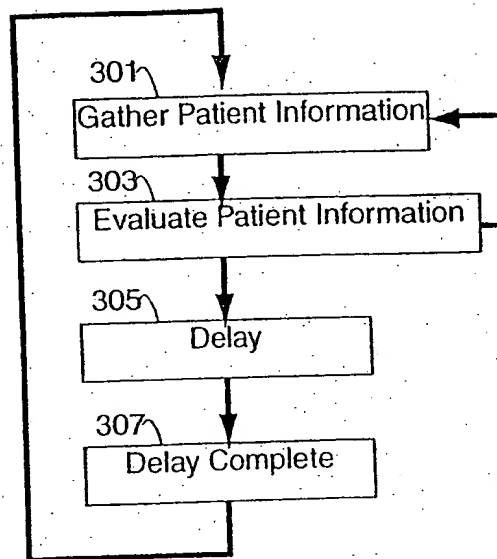 301
Gather Patient Information
303
Evaluate Patient Information
305
Delay
307
Delay Complete